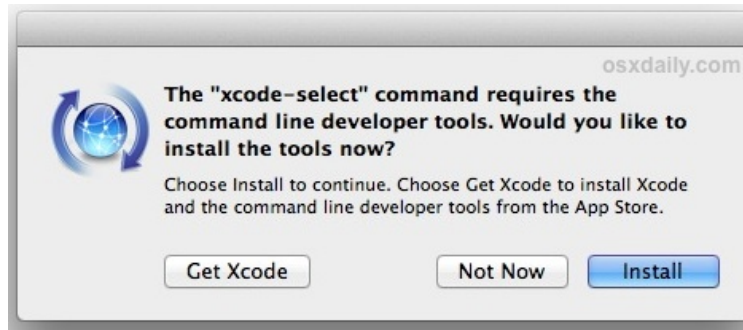 osxdaily.com
The "xcode-select" command requires the
command line developer tools. Would you like to
install the tools now?
Choose Install to continue. Choose Get Xcode to install Xcode
and the command line developer tools from the App Store.
Get Xcode
Not Now
Install